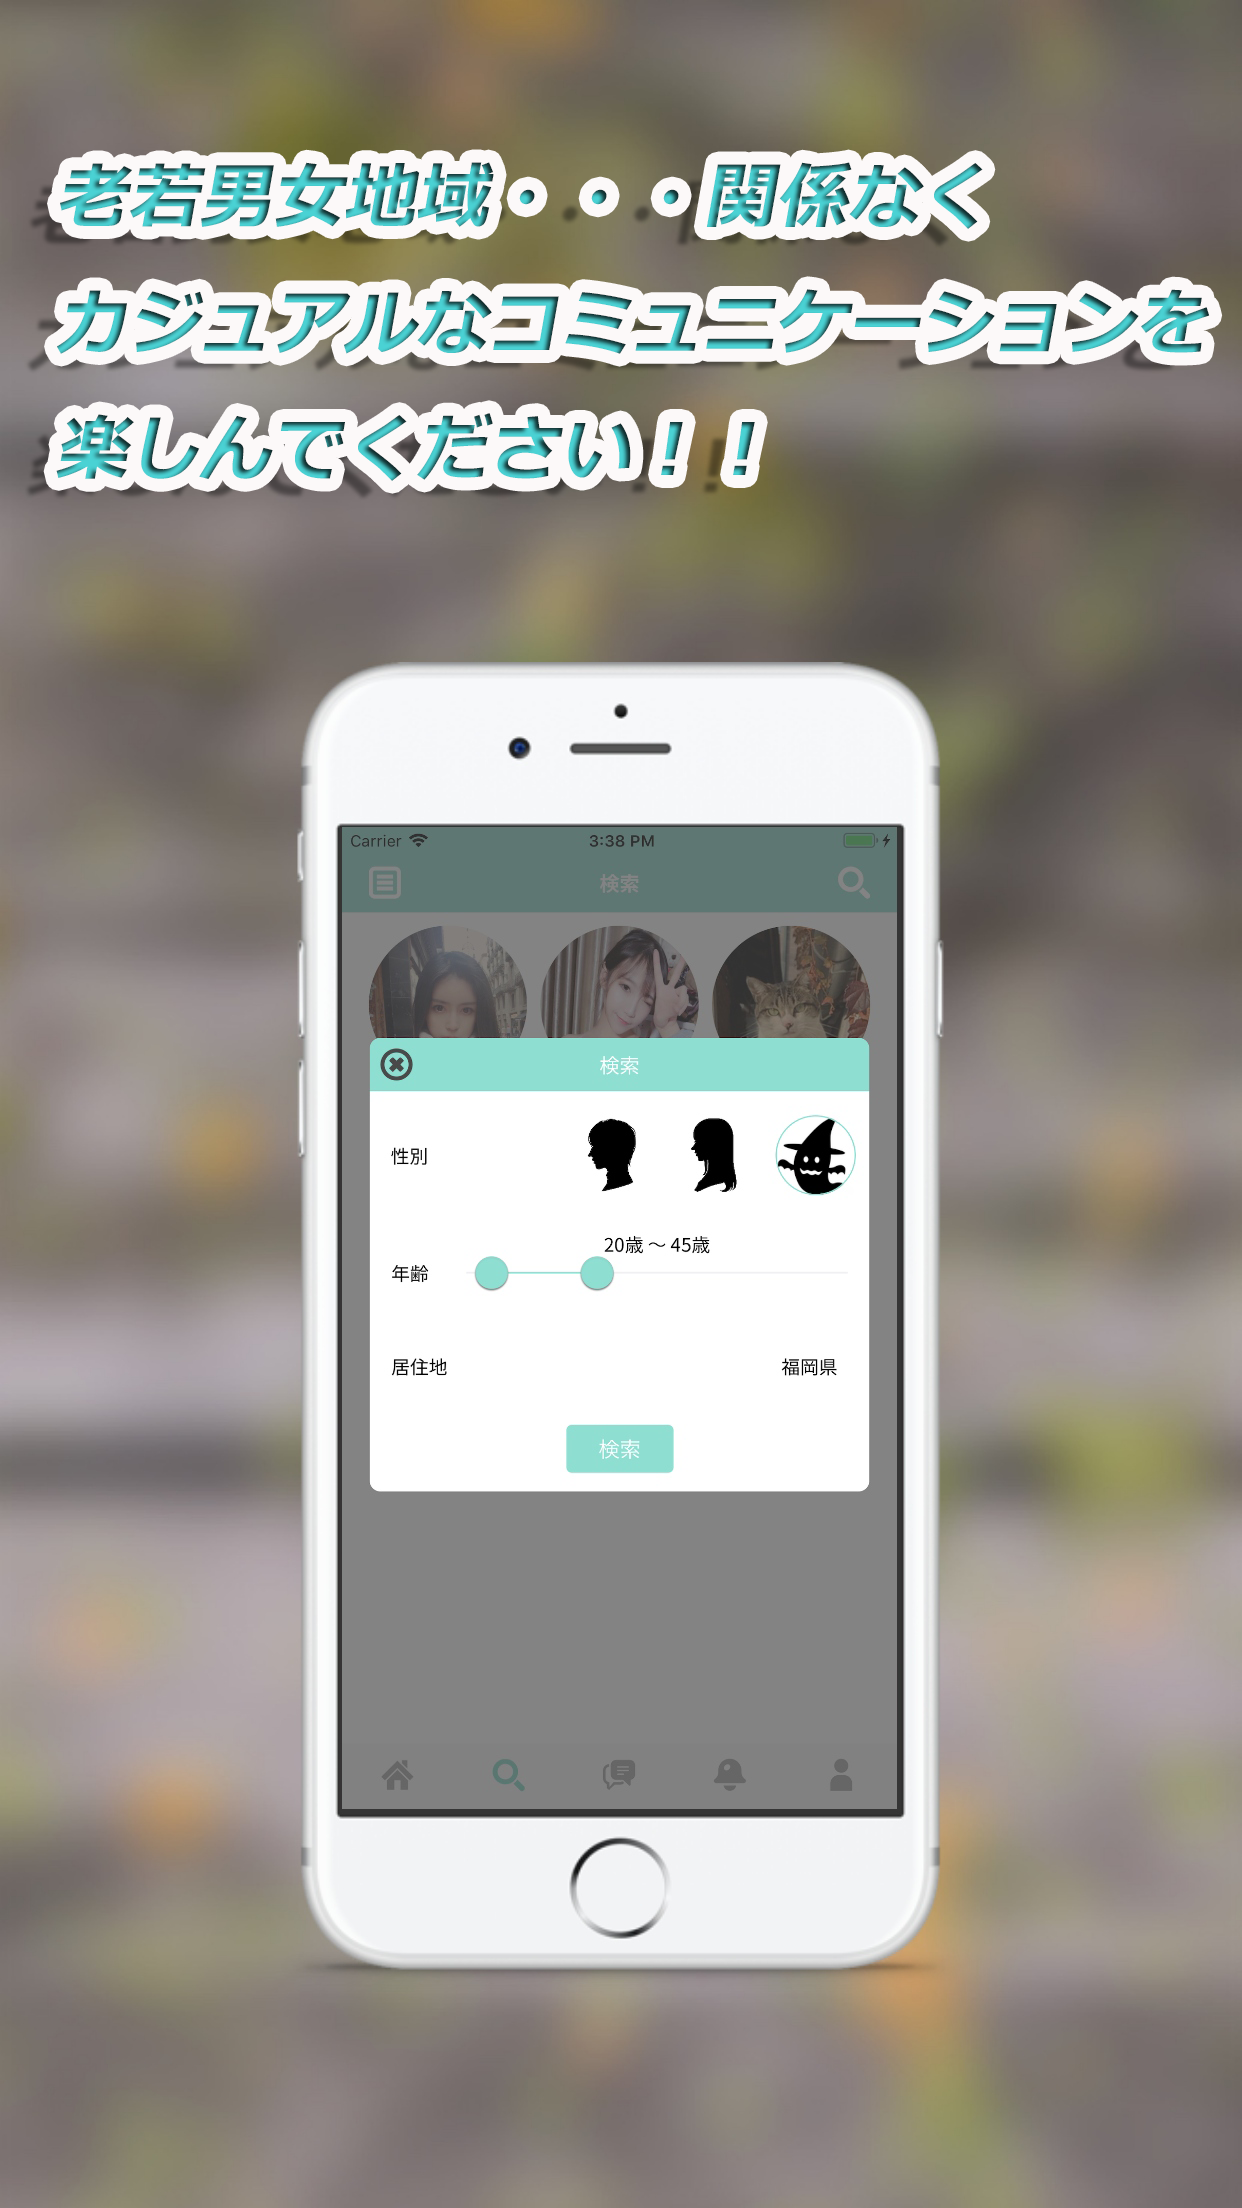 老若男女地域・・・関係なく
カジュアルなコミュニケーションを
楽しんでください！！
Carrier 3:38 PM
検索
検索
性別
20歳 〜 45歳
年齢
居住地 福岡県
検索